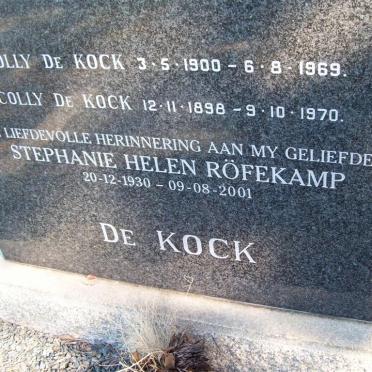 OLLY DE KOCK 3·5·1900 – 6·8·1969.
COLLY DE KOCK 12·11·1898 – 9·10·1970.
LIEFDEVOLLE HERINNERING AAN MY GELIEFDE
STEPHANIE HELEN RÖFEKAMP
20-12-1930 – 09-08-2001
DE KOCK